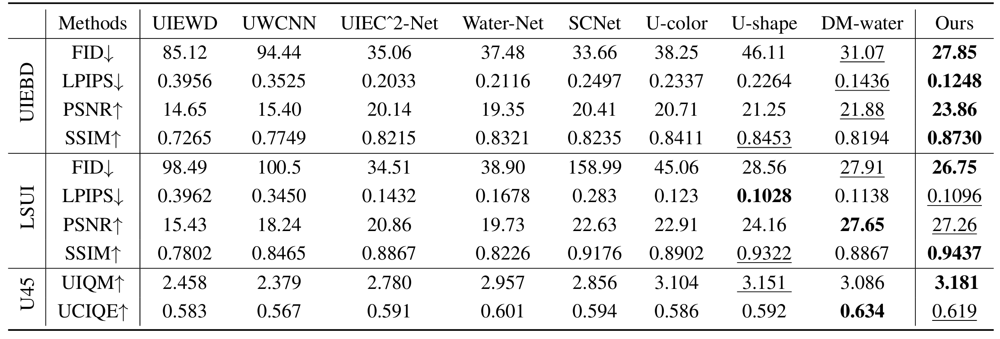 Methods UIEWD UWCNN UIECˆ2-Net Water-Net SCNet U-color U-shape DM-water Ours
UIEBD
FID↓ 85.12 94.44 35.06 37.48 33.66 38.25 46.11 31.07 27.85
LPIPS↓ 0.3956 0.3525 0.2033 0.2116 0.2497 0.2337 0.2264 0.1436 0.1248
PSNR↑ 14.65 15.40 20.14 19.35 20.41 20.71 21.25 21.88 23.86
SSIM↑ 0.7265 0.7749 0.8215 0.8321 0.8235 0.8411 0.8453 0.8194 0.8730
LSUI
FID↓ 98.49 100.5 34.51 38.90 158.99 45.06 28.56 27.91 26.75
LPIPS↓ 0.3962 0.3450 0.1432 0.1678 0.283 0.123 0.1028 0.1138 0.1096
PSNR↑ 15.43 18.24 20.86 19.73 22.63 22.91 24.16 27.65 27.26
SSIM↑ 0.7802 0.8465 0.8867 0.8226 0.9176 0.8902 0.9322 0.8867 0.9437
U45
UIQM↑ 2.458 2.379 2.780 2.957 2.856 3.104 3.151 3.086 3.181
UCIQE↑ 0.583 0.567 0.591 0.601 0.594 0.586 0.592 0.634 0.619